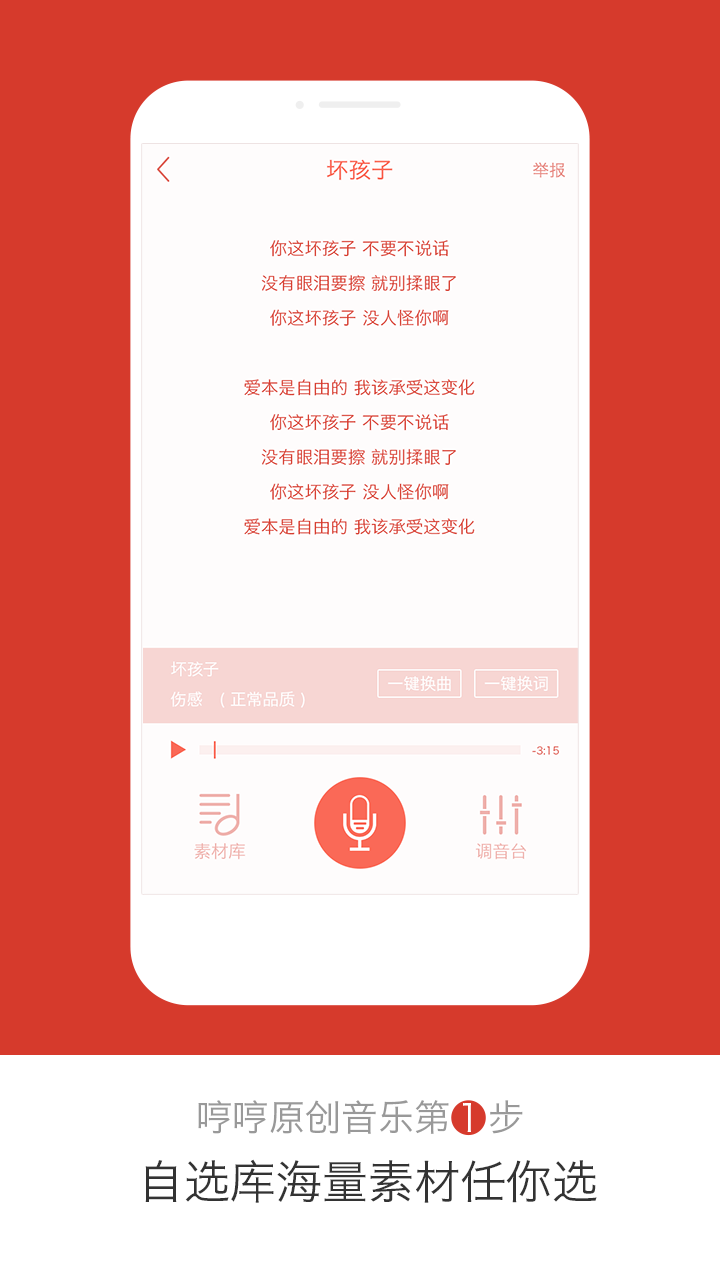 坏孩子
举报
你这坏孩子 不要不说话
没有眼泪要擦 就别揉眼了
你这坏孩子 没人怪你啊
爱本是自由的 我该承受这变化
你这坏孩子 不要不说话
没有眼泪要擦 就别揉眼了
你这坏孩子 没人怪你啊
爱本是自由的 我该承受这变化
坏孩子
伤感 （正常品质）
一键换曲
一键换词
-3:15
素材库
调音台
哼哼原创音乐第1步
自选库海量素材任你选